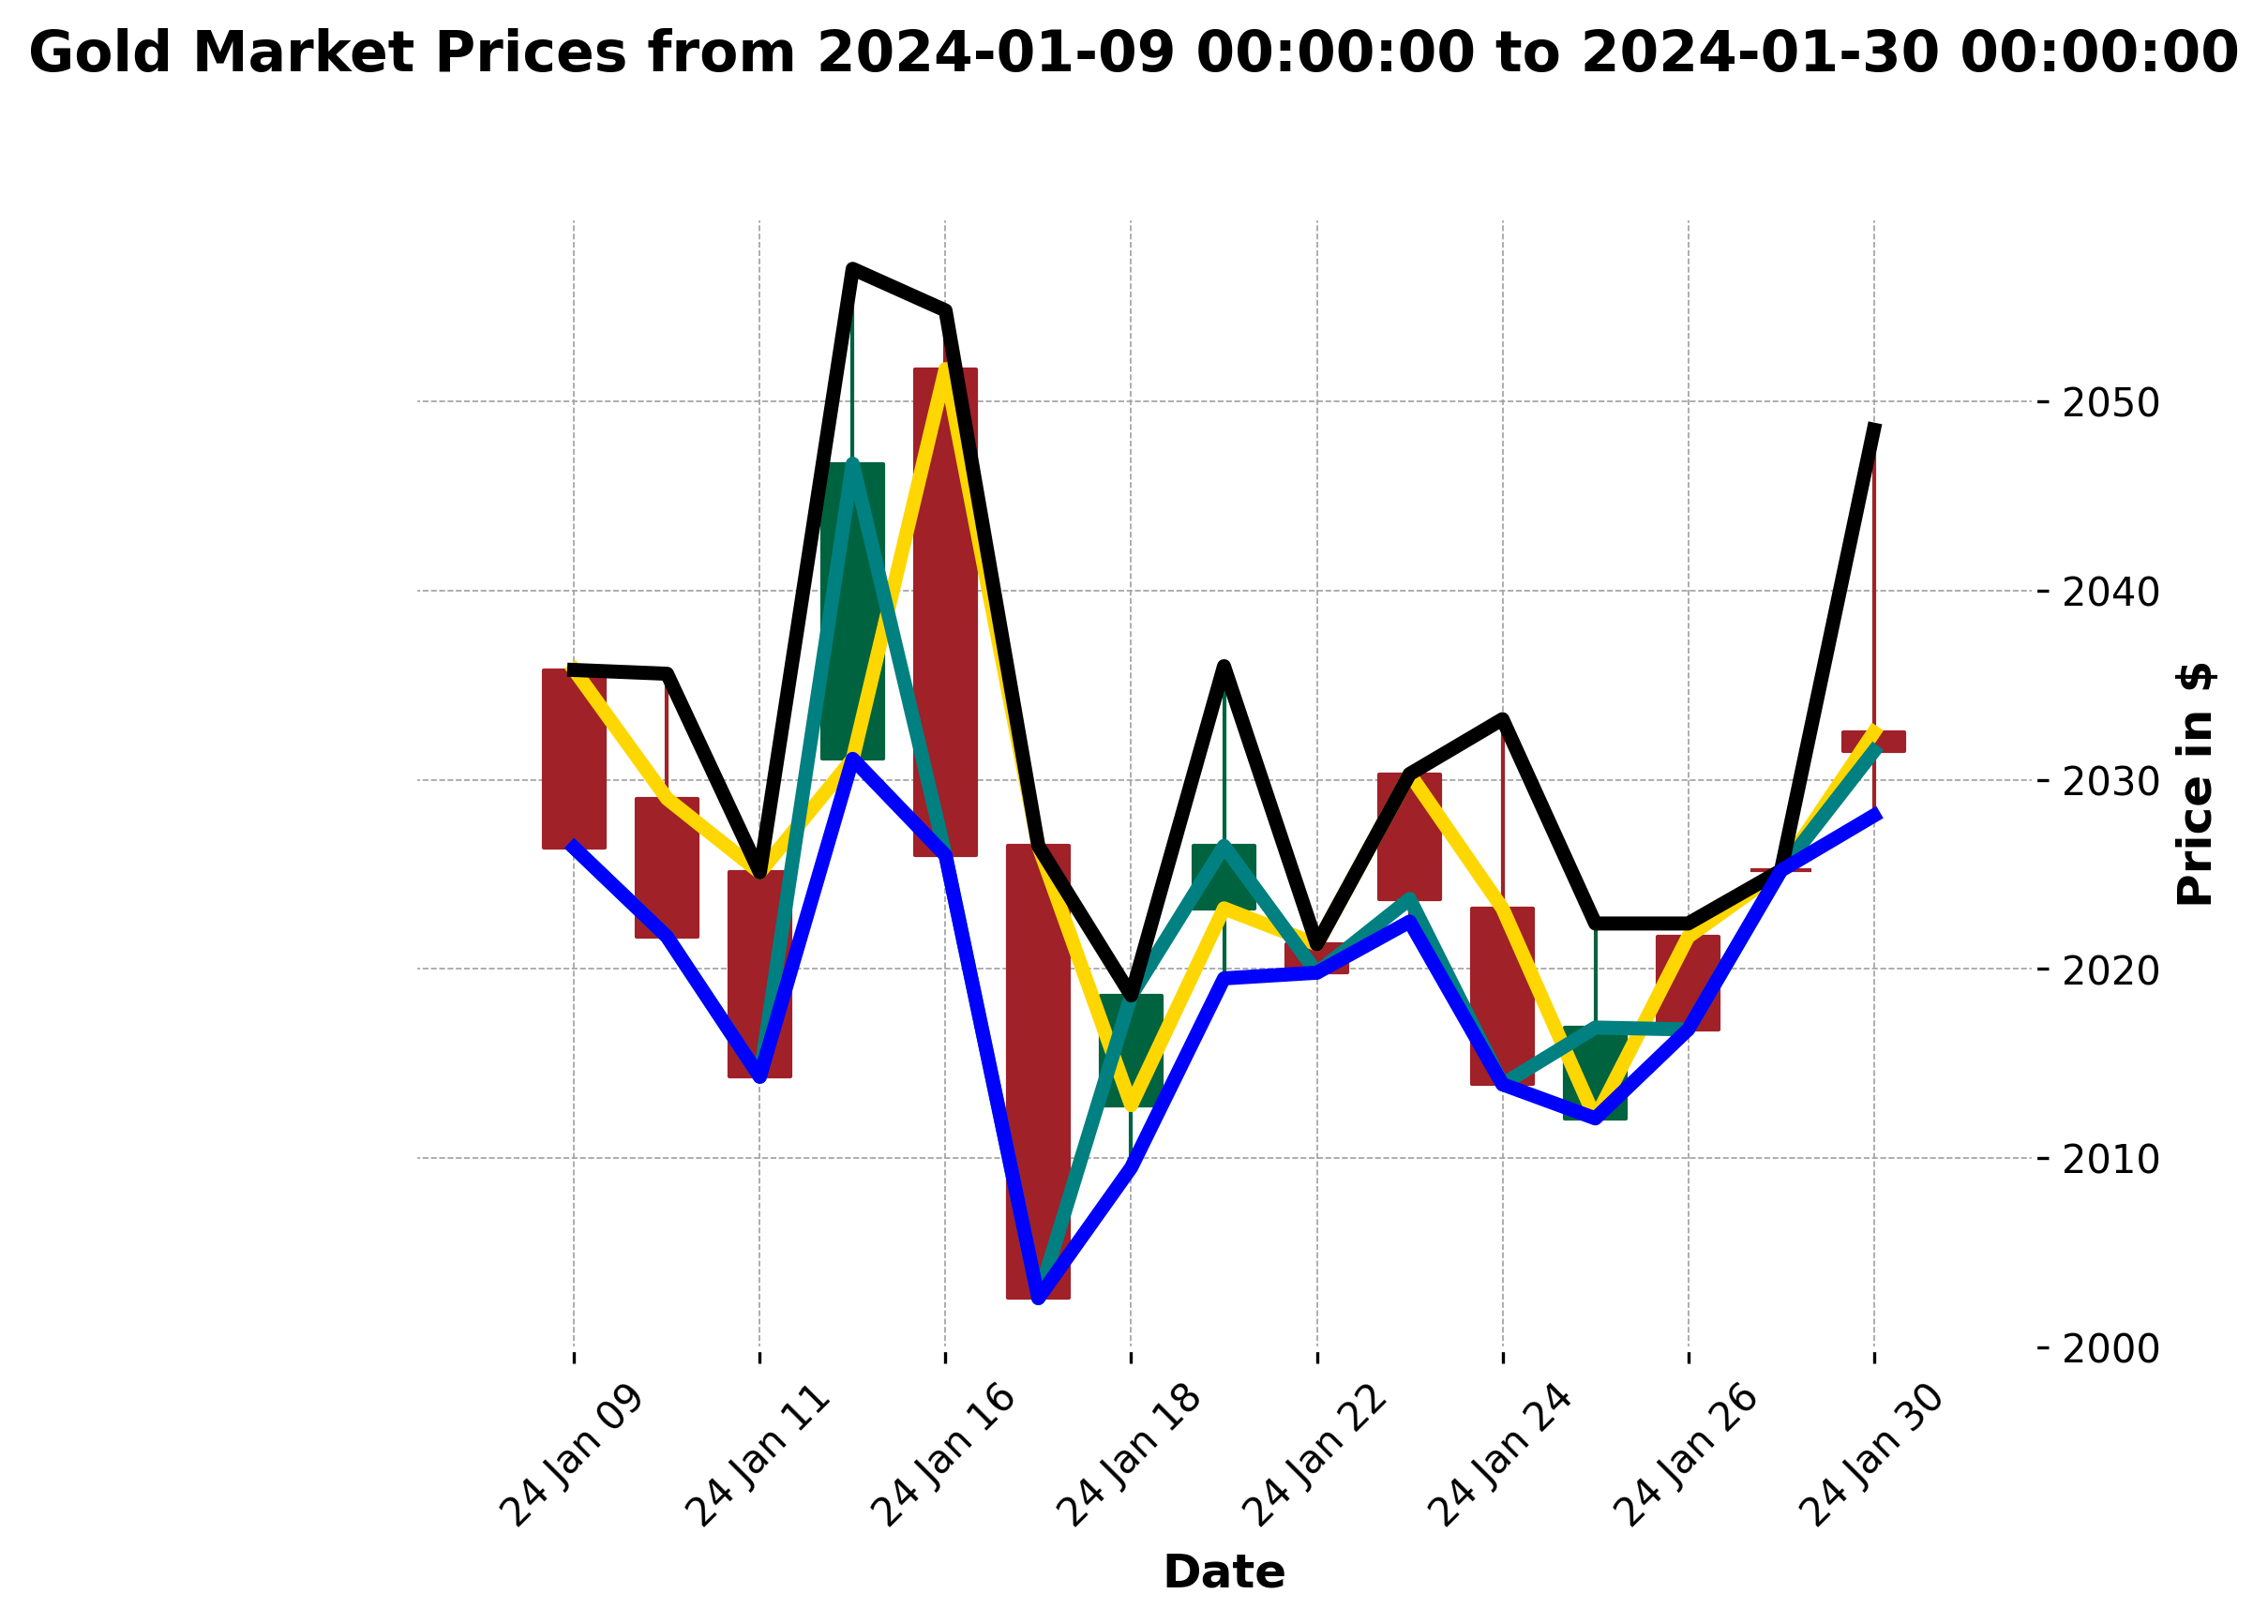 Gold Market Prices from 2024-01-09 00:00:00 to 2024-01-30 00:00:00
2050
2040
2030
2020
2010
2000
Price in $
24 Jan 09
24 Jan 11
24 Jan 16
24 Jan 18
24 Jan 22
24 Jan 24
24 Jan 26
24 Jan 30
Date